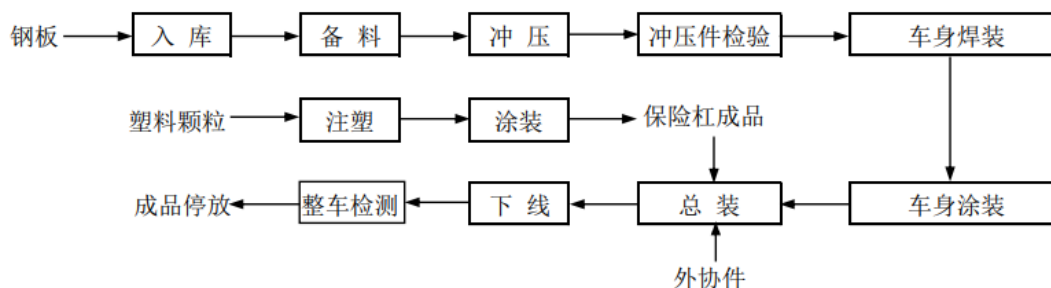 钢板 入库 备料 冲压 冲压件检验 车身焊装
塑料颗粒 注塑 涂装 保险杠成品
成品停放 整车检测 下线 总装 车身涂装
外协件